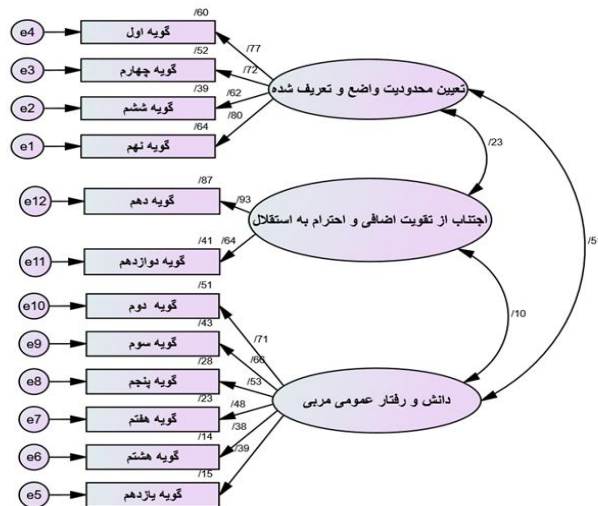 /60
e4
گویه اول
/77
/52
e3
گویه چهارم
/72
/39
e2
گویه ششم
/62
/64
e1
گویه نهم
/80
تعیین محدودیت واضع و تعریف شده
/23
/87
e12
گویه دهم
/93
اجتناب از تقویت اضافی و احترام به استقلال
/41
e11
گویه دوازدهم
/64
/5
/51
e10
گویه دوم
/71
/10
/43
e9
گویه سوم
/66
/28
e8
گویه پنجم
/53
دانش و رفتار عمومی مربی
/23
e7
گویه هفتم
/48
/14
e6
گویه هشتم
/38
/15
e5
گویه یازدهم
/39